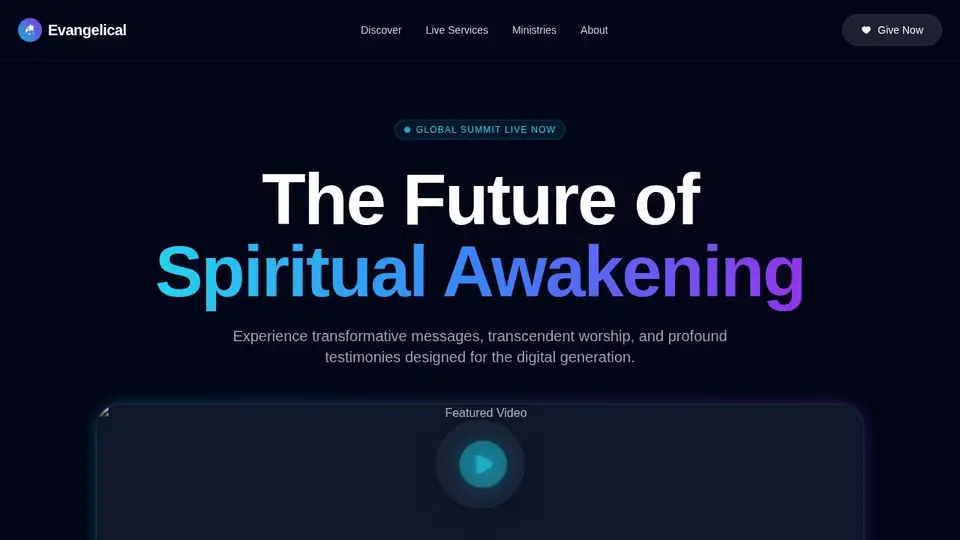 Evangelical
Discover
Live Services
Ministries
About
Give Now
GLOBAL SUMMIT LIVE NOW
The Future of
Spiritual Awakening
Experience transformative messages, transcendent worship, and profound
testimonies designed for the digital generation.
Featured Video